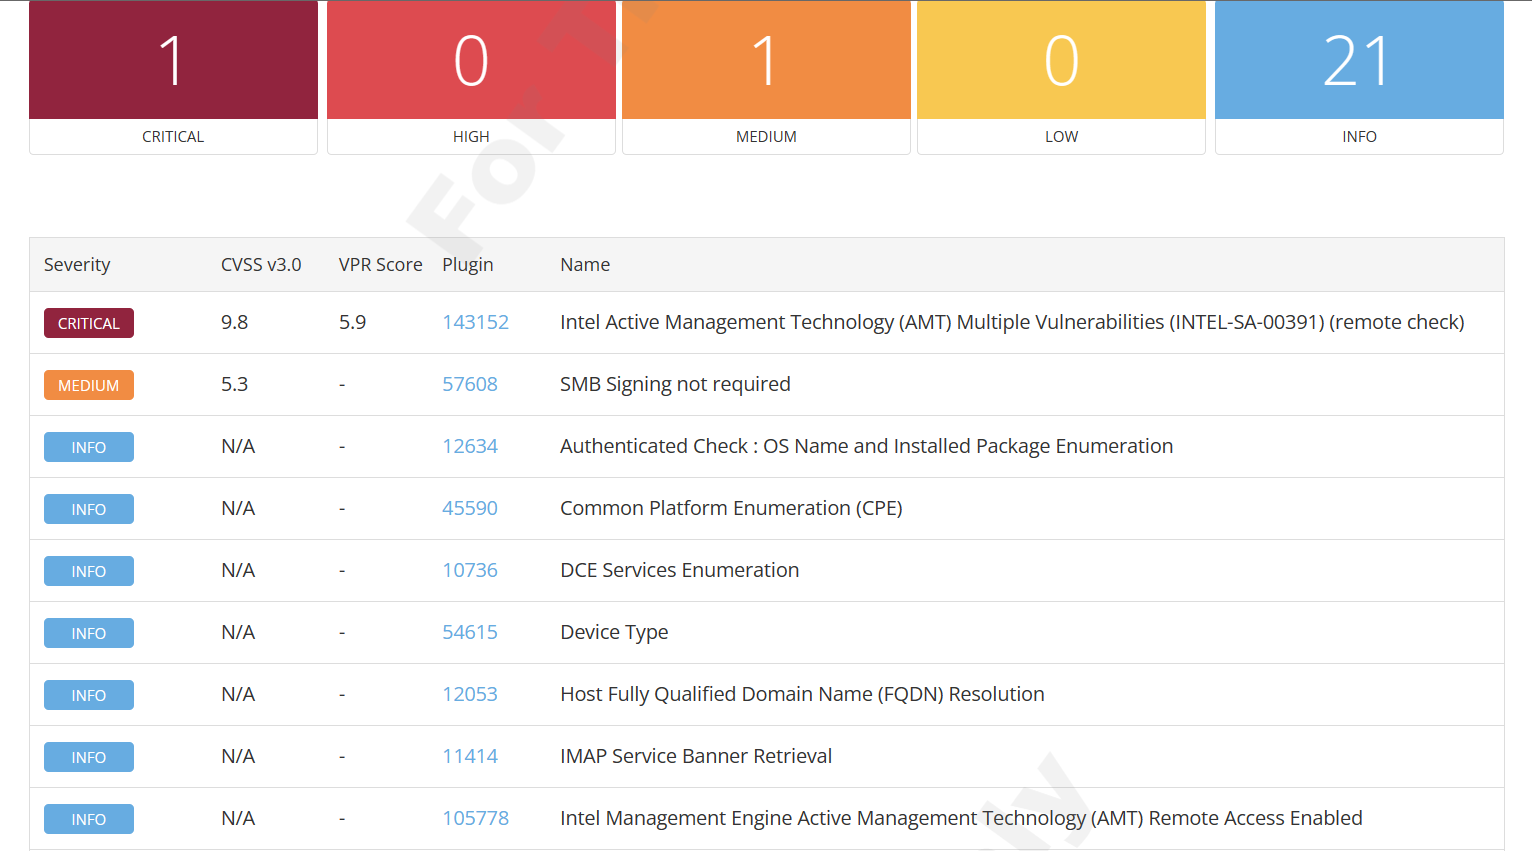 1 0 1 0 21
CRITICAL HIGH MEDIUM LOW INFO
For T
Severity CVSS v3.0 VPR Score Plugin Name
CRITICAL 9.8 5.9 143152 Intel Active Management Technology (AMT) Multiple Vulnerabilities (INTEL-SA-00391) (remote check)
MEDIUM 5.3 - 57608 SMB Signing not required
INFO N/A - 12634 Authenticated Check : OS Name and Installed Package Enumeration
INFO N/A - 45590 Common Platform Enumeration (CPE)
INFO N/A - 10736 DCE Services Enumeration
INFO N/A - 54615 Device Type
INFO N/A - 12053 Host Fully Qualified Domain Name (FQDN) Resolution
INFO N/A - 11414 IMAP Service Banner Retrieval
INFO N/A - 105778 Intel Management Engine Active Management Technology (AMT) Remote Access Enabled